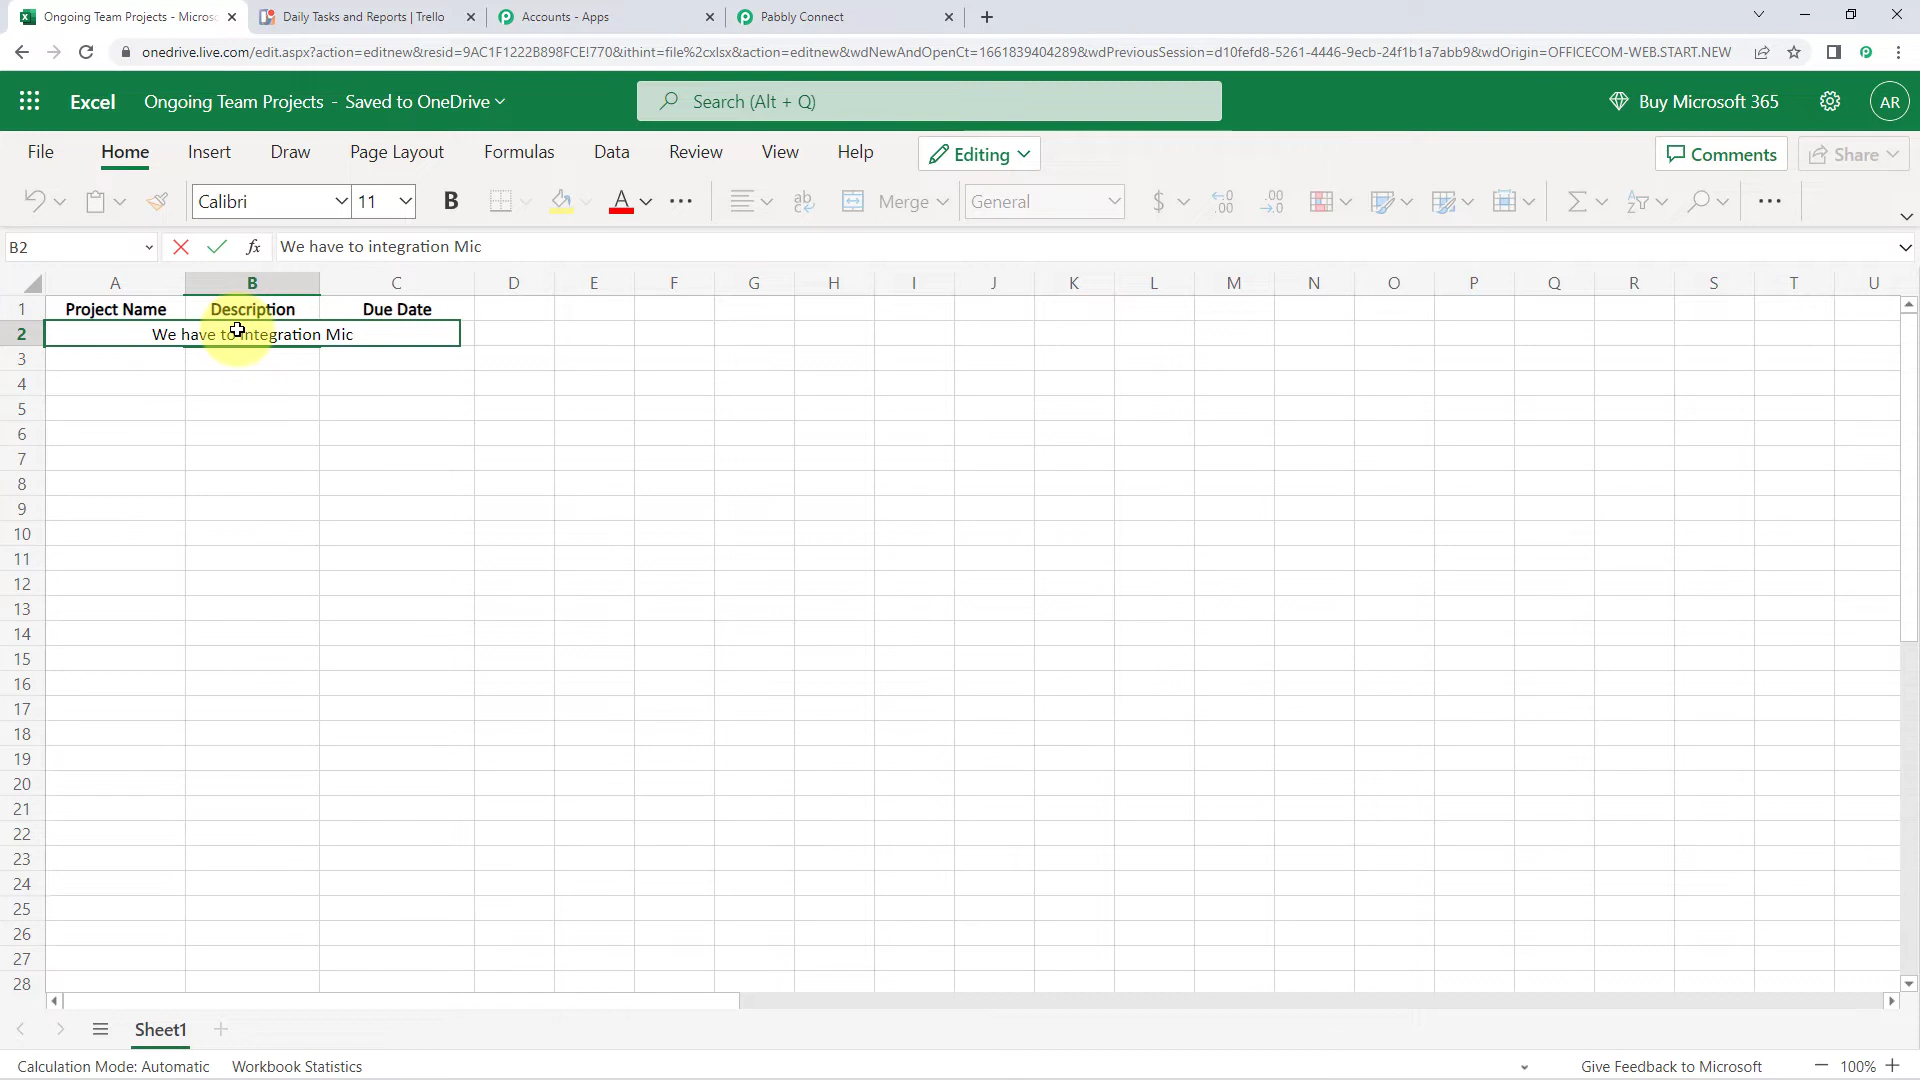 Ongoing Team Projects - Micros
Daily Tasks and Reports | Trello
Accounts - Apps
Pabbly Connect
onedrive.live.com/edit.aspx?action=editnew&resid=9AC1F1222B898FCE!770&ithint=file%2cxlsx&action=editnew&wdNewAndOpenCt=1661839404289&wdPreviousSession=d10fefd8-5261-4446-9ecb-24f1b1a7abb9&wdOrigin=OFFICECOM-WEB.START.NEW
Excel Ongoing Team Projects - Saved to OneDrive Search (Alt + Q) Buy Microsoft 365 AR
File Home Insert Draw Page Layout Formulas Data Review View Help Editing Comments Share
Calibri 11 B A ab c Merge General $ .00 .00
B2 fx We have to integration Mic
A B C D E F G H I J K L M N O P Q R S T U
1 Project Name Description Due Date
2 We have to integration Mic
3
4
5
6
7
8
9
10
11
12
13
14
15
16
17
18
19
20
21
22
23
24
25
26
27
28
Sheet1
Calculation Mode: Automatic Workbook Statistics Give Feedback to Microsoft 100%